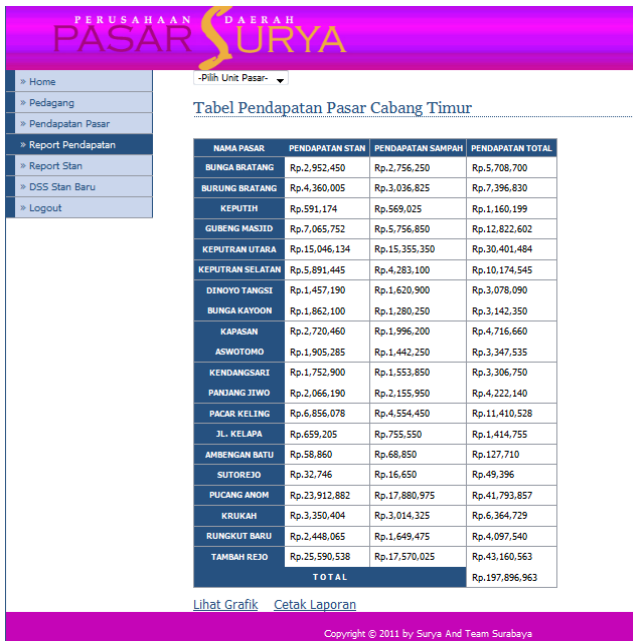 PERUSAHAAN DAERAH
PASAR SURYA
» Home
» Pedagang
» Pendapatan Pasar
» Report Pendapatan
» Report Stan
» DSS Stan Baru
» Logout
-Pilih Unit Pasar-
Tabel Pendapatan Pasar Cabang Timur
NAMA PASAR PENDAPATAN STAN PENDAPATAN SAMPAH PENDAPATAN TOTAL
BUNGA BRATANG Rp.2,952,450 Rp.2,756,250 Rp.5,708,700
BURUNG BRATANG Rp.4,360,005 Rp.3,036,825 Rp.7,396,830
KEPUTIH Rp.591,174 Rp.569,025 Rp.1,160,199
GUBENG MASJID Rp.7,065,752 Rp.5,756,850 Rp.12,822,602
KEPUTRAN UTARA Rp.15,046,134 Rp.15,355,350 Rp.30,401,484
KEPUTRAN SELATAN Rp.5,891,445 Rp.4,283,100 Rp.10,174,545
DINOYO TANGSI Rp.1,457,190 Rp.1,620,900 Rp.3,078,090
BUNGA KAYOON Rp.1,862,100 Rp.1,280,250 Rp.3,142,350
KAPASAN Rp.2,720,460 Rp.1,996,200 Rp.4,716,660
ASWOTOMO Rp.1,905,285 Rp.1,442,250 Rp.3,347,535
KENDANGSARI Rp.1,752,900 Rp.1,553,850 Rp.3,306,750
PANJANG JIWO Rp.2,066,190 Rp.2,155,950 Rp.4,222,140
PACAR KELING Rp.6,856,078 Rp.4,554,450 Rp.11,410,528
JL. KELAPA Rp.659,205 Rp.755,550 Rp.1,414,755
AMBENGAN BATU Rp.58,860 Rp.68,850 Rp.127,710
SUTOREJO Rp.32,746 Rp.16,650 Rp.49,396
PUCANG ANOM Rp.23,912,882 Rp.17,880,975 Rp.41,793,857
KRUKAH Rp.3,350,404 Rp.3,014,325 Rp.6,364,729
RUNGKUT BARU Rp.2,448,065 Rp.1,649,475 Rp.4,097,540
TAMBAH REJO Rp.25,590,538 Rp.17,570,025 Rp.43,160,563
TOTAL Rp.197,896,963
Lihat Grafik Cetak Laporan
Copyright © 2011 by Surya And Team Surabaya